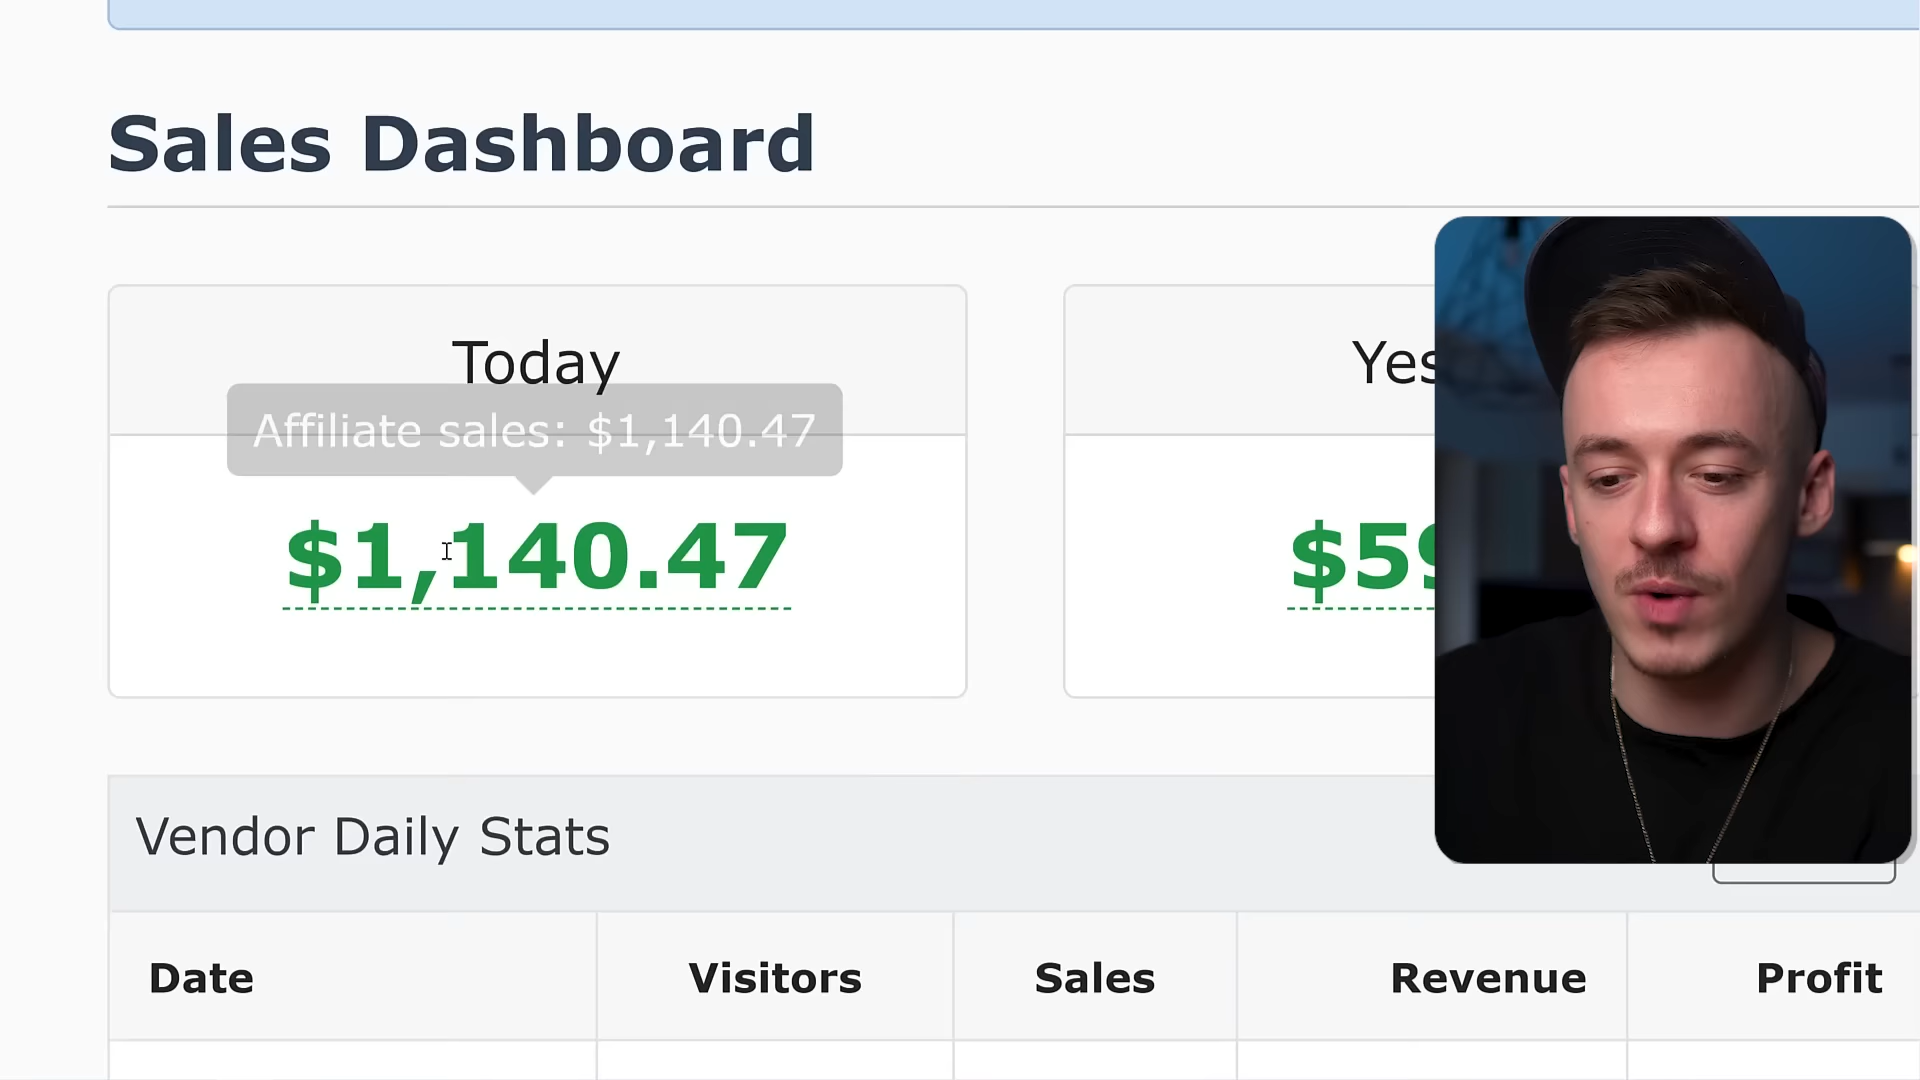 Sales Dashboard
Today
Affiliate sales: $1,140.47
$1,140.47
$5
Vendor Daily Stats
Date Visitors Sales Revenue Profit